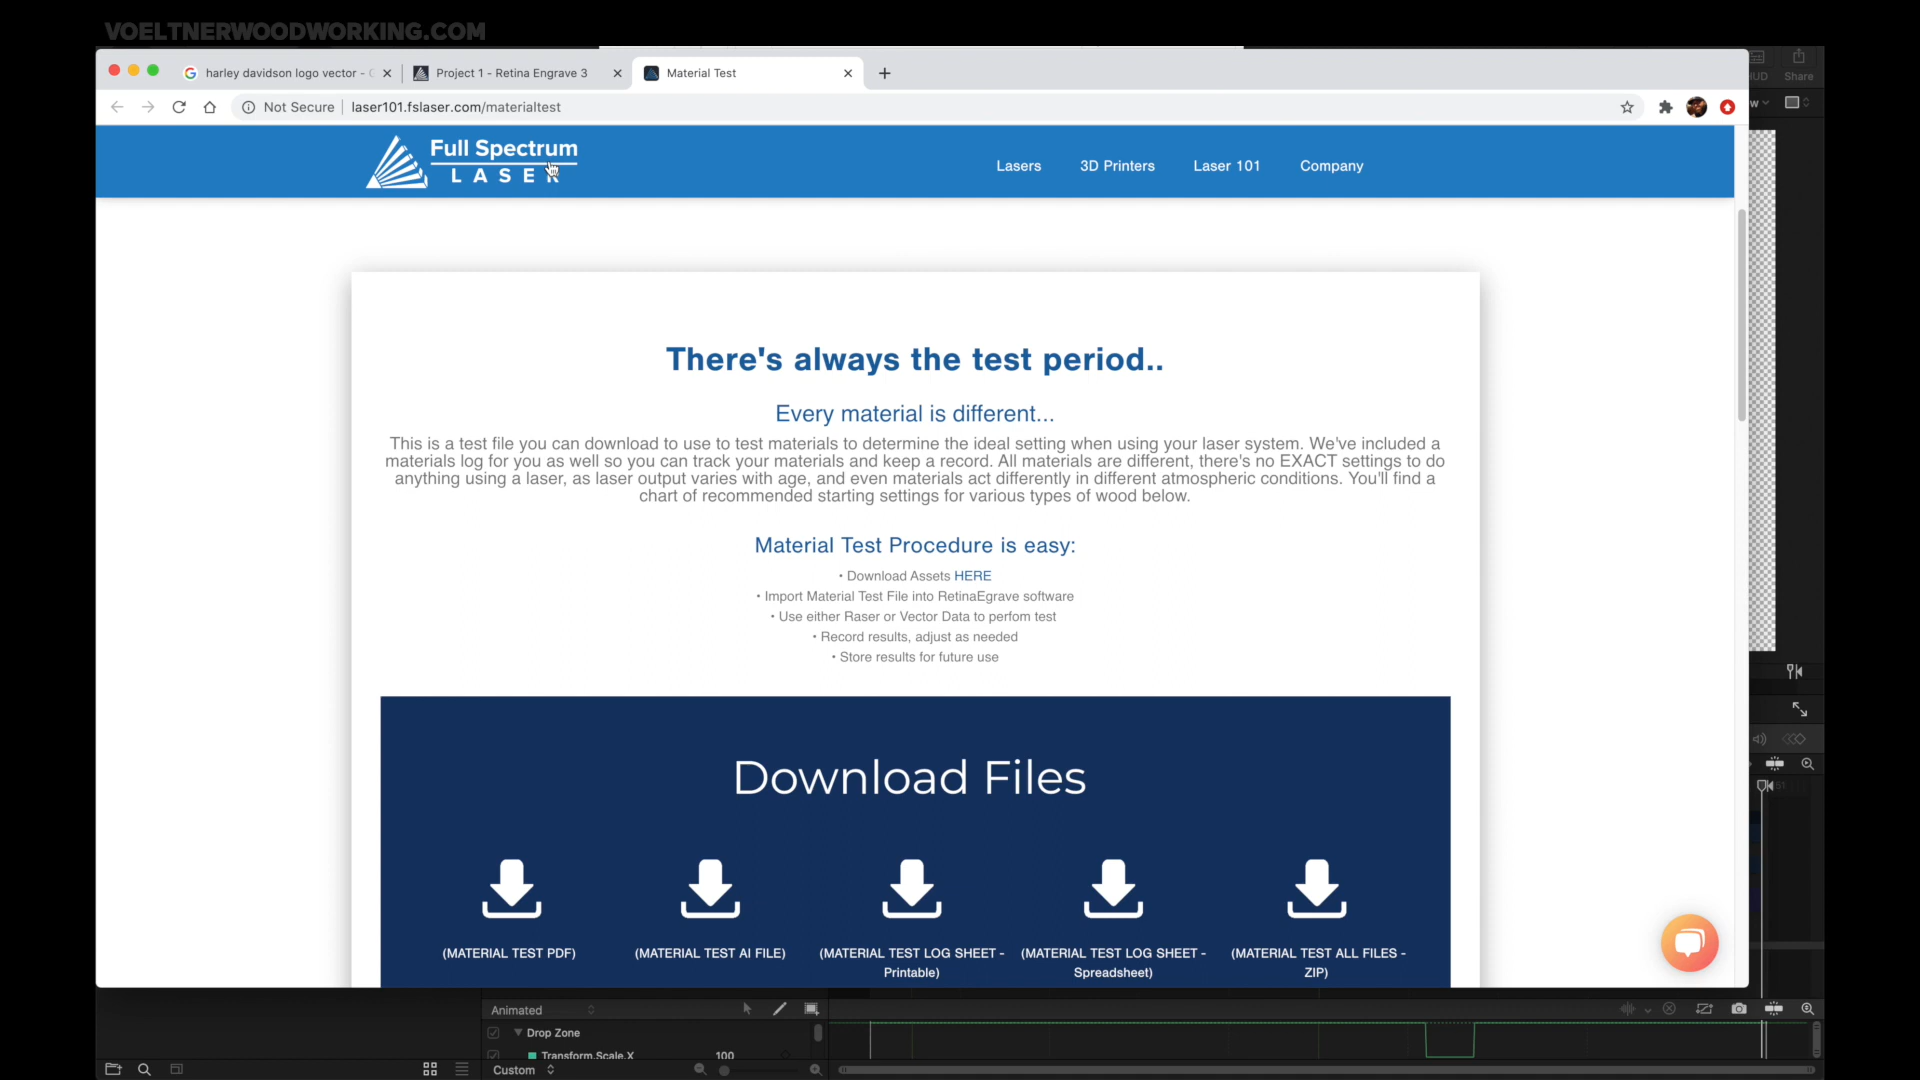 VOELTNERWOODWORKING.COM
harley davidson logo vector -
Project 1 - Retina Engrave 3
Material Test
HUD
Share
Not Secure
laser101.fslaser.com/materialtest
Full Spectrum
LASER
Lasers
3D Printers
Laser 101
Company
There's always the test period..
Every material is different...
This is a test file you can download to use to test materials to determine the ideal setting when using your laser system. We've included a
materials log for you as well so you can track your materials and keep a record. All materials are different, there's no EXACT settings to do
anything using a laser, as laser output varies with age, and even materials act differently in different atmospheric conditions. You'll find a
chart of recommended starting settings for various types of wood below.
Material Test Procedure is easy:
• Download Assets HERE
• Import Material Test File into RetinaEgrave software
• Use either Raser or Vector Data to perfom test
• Record results, adjust as needed
• Store results for future use
Download Files
(MATERIAL TEST PDF)
(MATERIAL TEST AI FILE)
(MATERIAL TEST LOG SHEET -
Printable)
(MATERIAL TEST LOG SHEET -
Spreadsheet)
(MATERIAL TEST ALL FILES -
ZIP)
Animated
Drop Zone
Transform.Scale.X
100
Custom